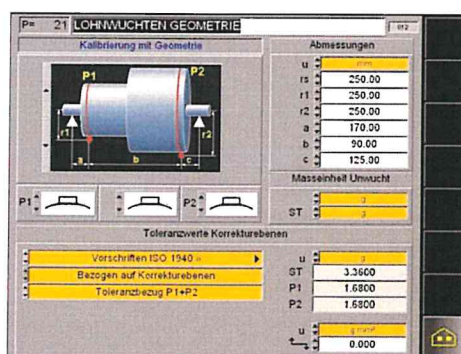 P= 21 LOHNWUCHTEN GEOMETRIE
Kalibrierung mit Geometrie
P1 P2
r1 r2
a b c
P1 P2
Abmessungen
u mm
rs 250.00
r1 250.00
r2 250.00
a 170.00
b 90.00
c 125.00
Masseinheit Unwucht
g
ST g
Toleranzwerte Korrekturebenen
Vorschriften ISO 1940 »
Bezogen auf Korrekturebenen
Toleranzbezug P1+P2
u g
ST 3.3600
P1 1.6800
P2 1.6800
u
0.000